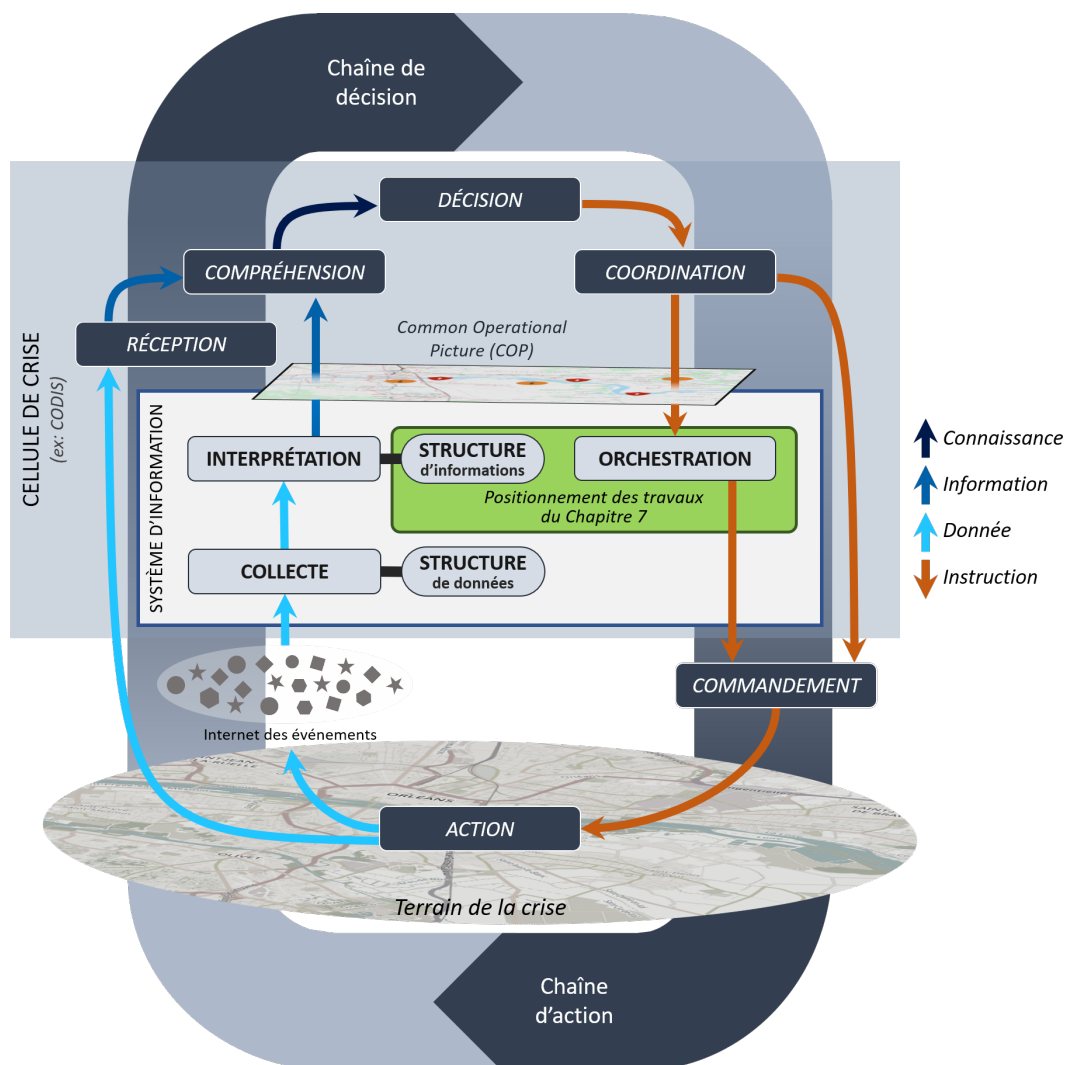 Chaîne de
décision
DÉCISION
COMPRÉHENSION
COORDINATION
RÉCEPTION
Common Operational
Picture (COP)
CELLULE DE CRISE
(ex: CODIS)
SYSTÈME D'INFORMATION
INTERPRÉTATION
STRUCTURE
d'informations
ORCHESTRATION
Positionnement des travaux
du Chapitre 7
COLLECTE
STRUCTURE
de données
Connaissance
Information
Donnée
Instruction
COMMANDEMENT
Internet des événements
ORLÉANS
OLIVET
ACTION
Terrain de la crise
Chaîne
d'action